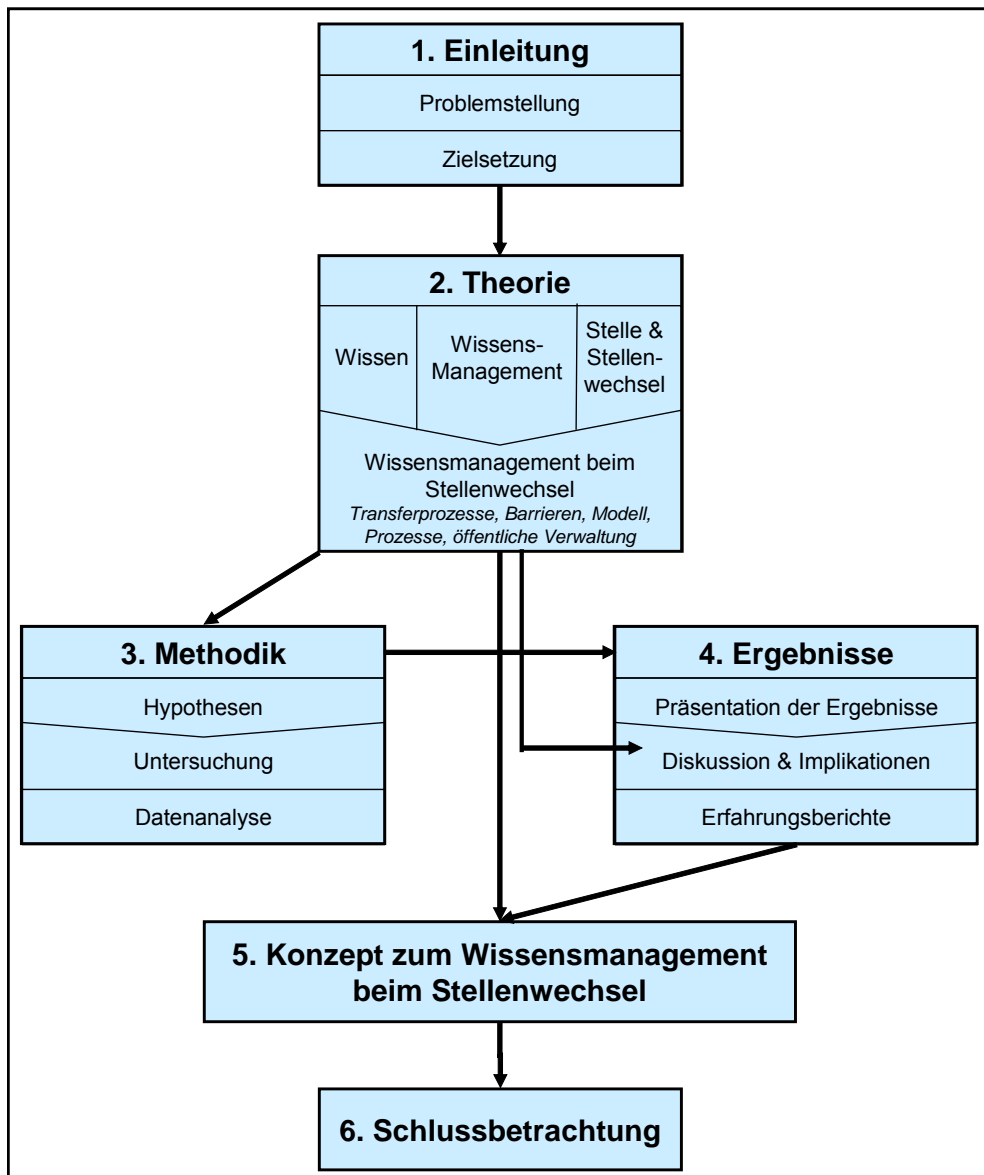 1. Einleitung
Problemstellung
Zielsetzung
2. Theorie
Wissen
Wissens-
Management
Stelle &
Stellen-
wechsel
Wissensmanagement beim
Stellenwechsel
Transferprozesse, Barrieren, Modell,
Prozesse, öffentliche Verwaltung
3. Methodik
Hypothesen
Untersuchung
Datenanalyse
4. Ergebnisse
Präsentation der Ergebnisse
Diskussion & Implikationen
Erfahrungsberichte
5. Konzept zum Wissensmanagement
beim Stellenwechsel
6. Schlussbetrachtung